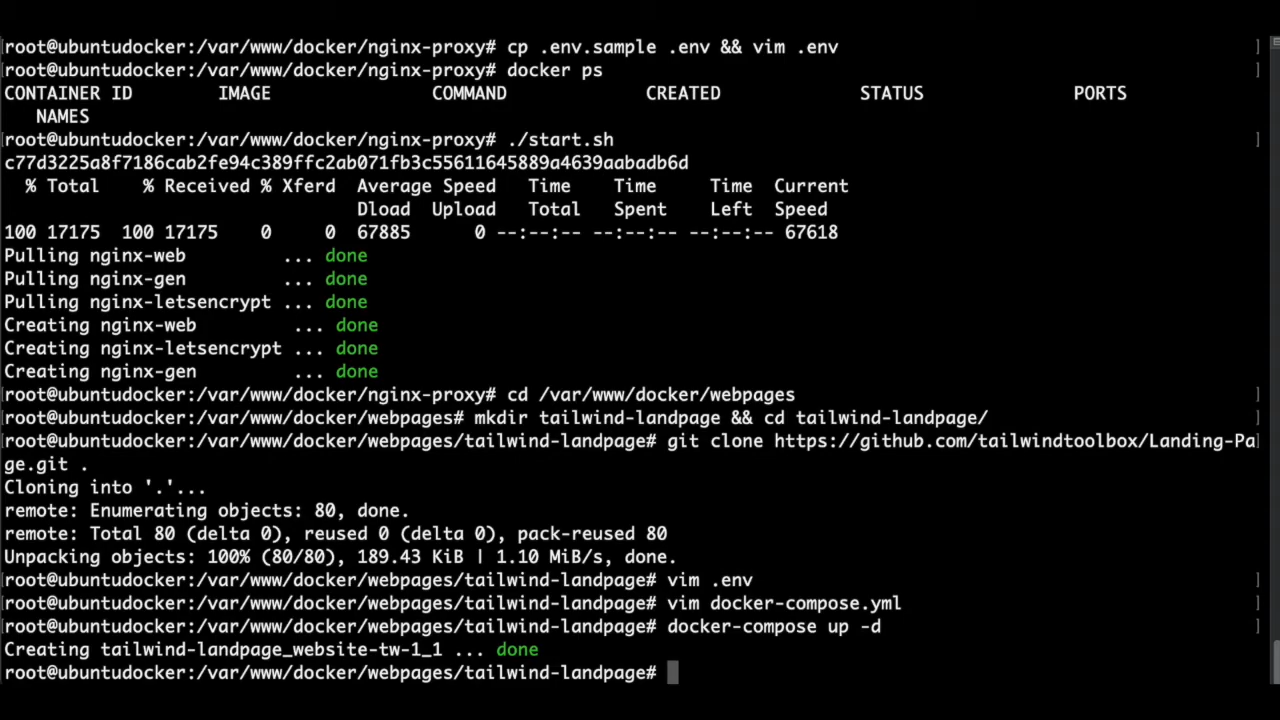 [root@ubuntudocker:/var/www/docker/nginx-proxy# cp .env.sample .env && vim .env ]
[root@ubuntudocker:/var/www/docker/nginx-proxy# docker ps ]
CONTAINER ID IMAGE COMMAND CREATED STATUS PORTS
NAMES
[root@ubuntudocker:/var/www/docker/nginx-proxy# ./start.sh ]
c77d3225a8f7186cab2fe94c389ffc2ab071fb3c55611645889a4639aabadb6d
% Total % Received % Xferd Average Speed Time Time Time Current
Dload Upload Total Spent Left Speed
100 17175 100 17175 0 0 67885 0 --:--:-- --:--:-- --:--:-- 67618
Pulling nginx-web ... done
Pulling nginx-gen ... done
Pulling nginx-letsencrypt ... done
Creating nginx-web ... done
Creating nginx-letsencrypt ... done
Creating nginx-gen ... done
[root@ubuntudocker:/var/www/docker/nginx-proxy# cd /var/www/docker/webpages ]
[root@ubuntudocker:/var/www/docker/webpages# mkdir tailwind-landpage && cd tailwind-landpage/ ]
[root@ubuntudocker:/var/www/docker/webpages/tailwind-landpage# git clone https://github.com/tailwindtoolbox/Landing-Pa]
ge.git .
Cloning into '.'...
remote: Enumerating objects: 80, done.
remote: Total 80 (delta 0), reused 0 (delta 0), pack-reused 80
Unpacking objects: 100% (80/80), 189.43 KiB | 1.10 MiB/s, done.
[root@ubuntudocker:/var/www/docker/webpages/tailwind-landpage# vim .env ]
[root@ubuntudocker:/var/www/docker/webpages/tailwind-landpage# vim docker-compose.yml ]
[root@ubuntudocker:/var/www/docker/webpages/tailwind-landpage# docker-compose up -d ]
Creating tailwind-landpage_website-tw-1_1 ... done
root@ubuntudocker:/var/www/docker/webpages/tailwind-landpage#